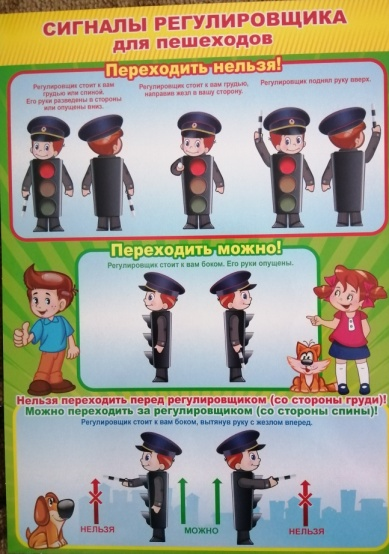 СИГНАЛЫ РЕГУЛИРОВЩИКА
для пешеходов
Переходить нельзя!
Регулировщик стоит к вам
грудью или спиной.
Его руки разведены в стороны
или опущены вниз.
Регулировщик стоит к вам грудью,
направив жезл в вашу сторону.
Регулировщик поднял руку вверх.
Переходить можно!
Регулировщик стоит к вам боком. Его руки опущены.
Нельзя переходить перед регулировщиком (со стороны груди)!
Можно переходить за регулировщиком (со стороны спины)!
Регулировщик стоит к вам боком, вытянув руку с жезлом вперед.
НЕЛЬЗЯ
МОЖНО
НЕЛЬЗЯ